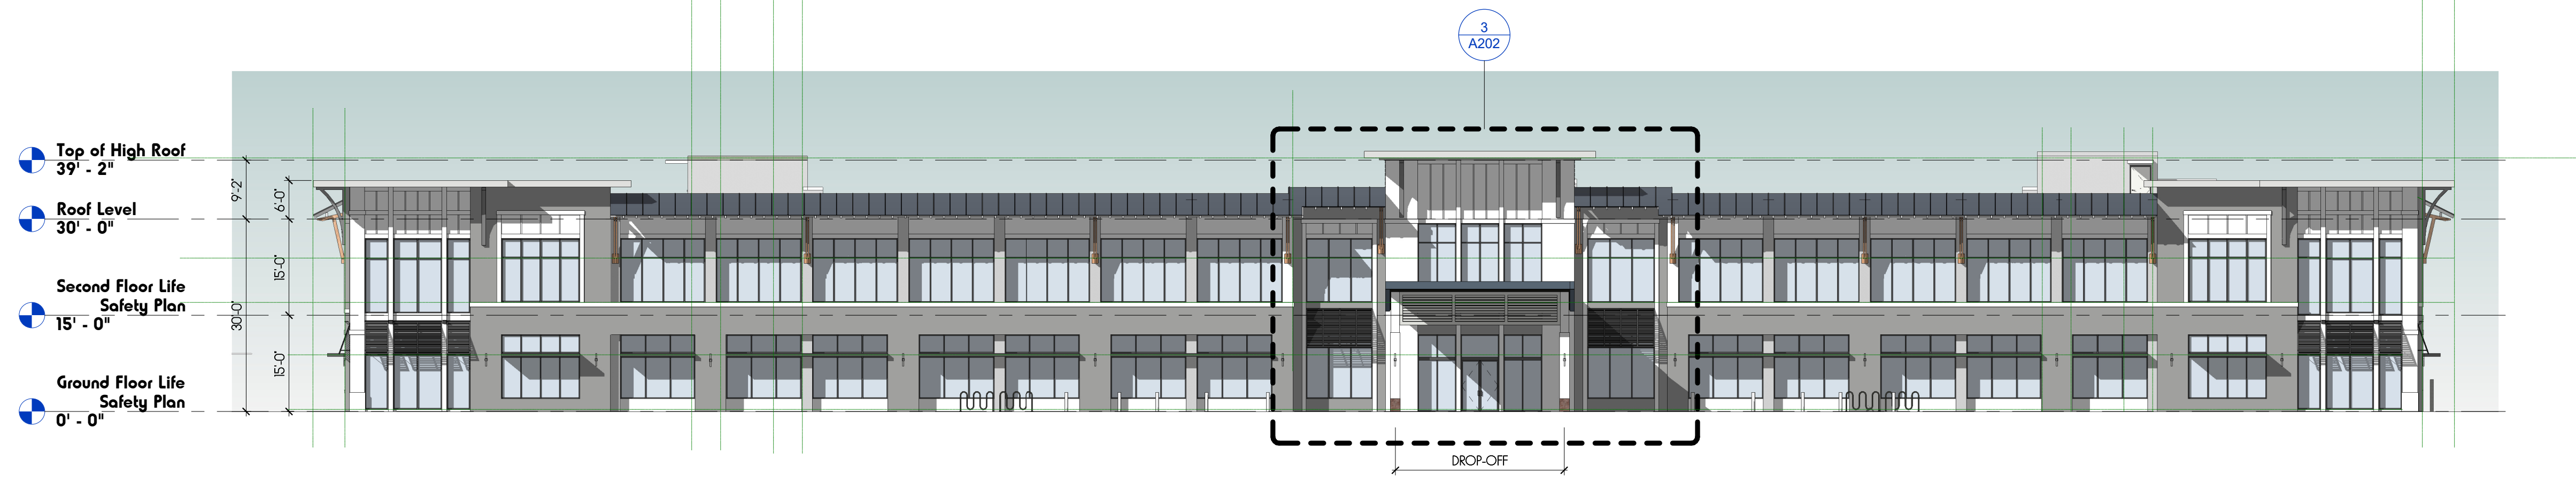 3
A202
Top of High Roof
39' - 2"
9'-2"
6'-0"
Roof Level
30' - 0"
15'-0"
Second Floor Life
Safety Plan
15' - 0"
30'-0"
15'-0"
Ground Floor Life
Safety Plan
0' - 0"
DROP-OFF